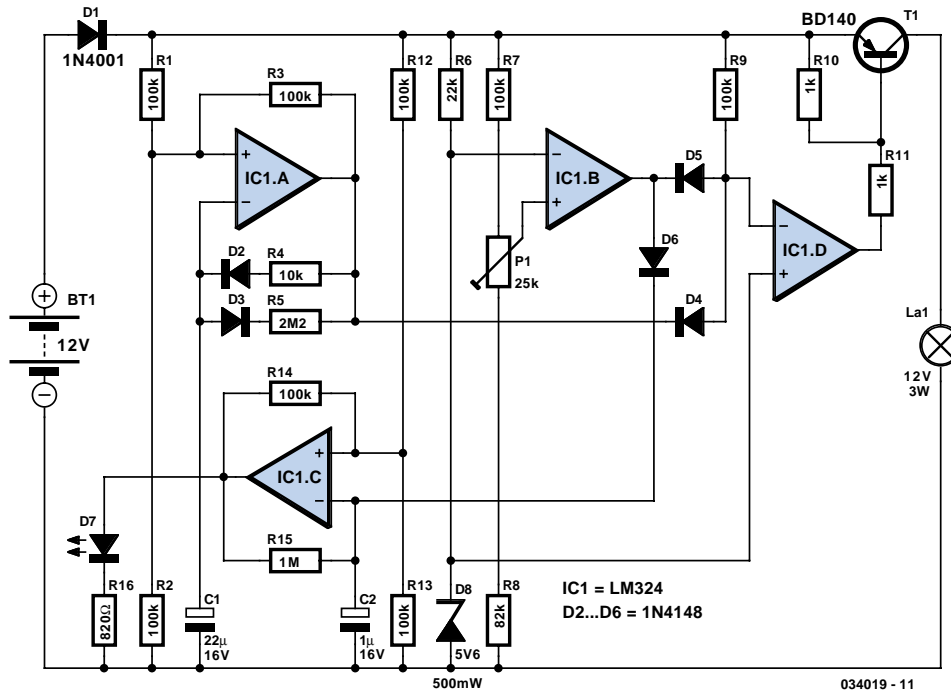 D1
1N4001
R1
100k
R3
100k
R12
100k
R6
22k
R7
100k
R9
100k
R10
1k
BD140
T1
R11
1k
+
IC1.A
–
–
IC1.B
+
D5
D6
–
IC1.D
+
P1
25k
D2
R4
10k
D3
R5
2M2
D4
+
BT1
12V
–
La1
12V
3W
R14
100k
+
IC1.C
–
R15
1M
D7
R16
820Ω
R2
100k
C1
22µ
16V
C2
1µ
16V
R13
100k
D8
5V6
500mW
R8
82k
IC1 = LM324
D2...D6 = 1N4148
034019 - 11